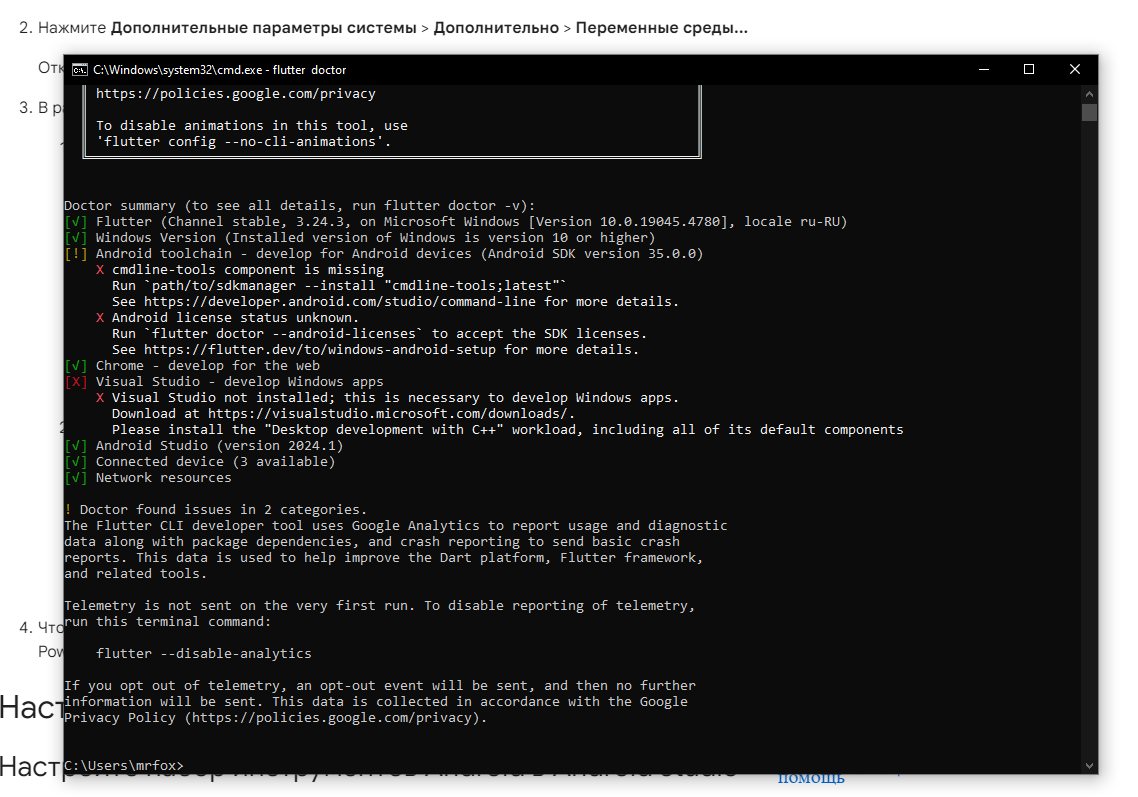 2. Нажмите Дополнительные параметры системы > Дополнительно > Переменные среды...
Отк
C:\Windows\system32\cmd.exe - flutter doctor
3. В ра
https://policies.google.com/privacy
To disable animations in this tool, use
'flutter config --no-cli-animations'.
Doctor summary (to see all details, run flutter doctor -v):
[√] Flutter (Channel stable, 3.24.3, on Microsoft Windows [Version 10.0.19045.4780], locale ru-RU)
[√] Windows Version (Installed version of Windows is version 10 or higher)
[!] Android toolchain - develop for Android devices (Android SDK version 35.0.0)
X cmdline-tools component is missing
Run `path/to/sdkmanager --install "cmdline-tools;latest"`
See https://developer.android.com/studio/command-line for more details.
X Android license status unknown.
Run `flutter doctor --android-licenses` to accept the SDK licenses.
See https://flutter.dev/to/windows-android-setup for more details.
[√] Chrome - develop for the web
[X] Visual Studio - develop Windows apps
X Visual Studio not installed; this is necessary to develop Windows apps.
Download at https://visualstudio.microsoft.com/downloads/.
Please install the "Desktop development with C++" workload, including all of its default components
[√] Android Studio (version 2024.1)
[√] Connected device (3 available)
[√] Network resources
! Doctor found issues in 2 categories.
The Flutter CLI developer tool uses Google Analytics to report usage and diagnostic
data along with package dependencies, and crash reporting to send basic crash
reports. This data is used to help improve the Dart platform, Flutter framework,
and related tools.
Telemetry is not sent on the very first run. To disable reporting of telemetry,
run this terminal command:
flutter --disable-analytics
If you opt out of telemetry, an opt-out event will be sent, and then no further
information will be sent. This data is collected in accordance with the Google
Privacy Policy (https://policies.google.com/privacy).
C:\Users\mrfox>
4. Что
Pow
Наст
Настройте набор инструментов Android в Android Studio
помощь